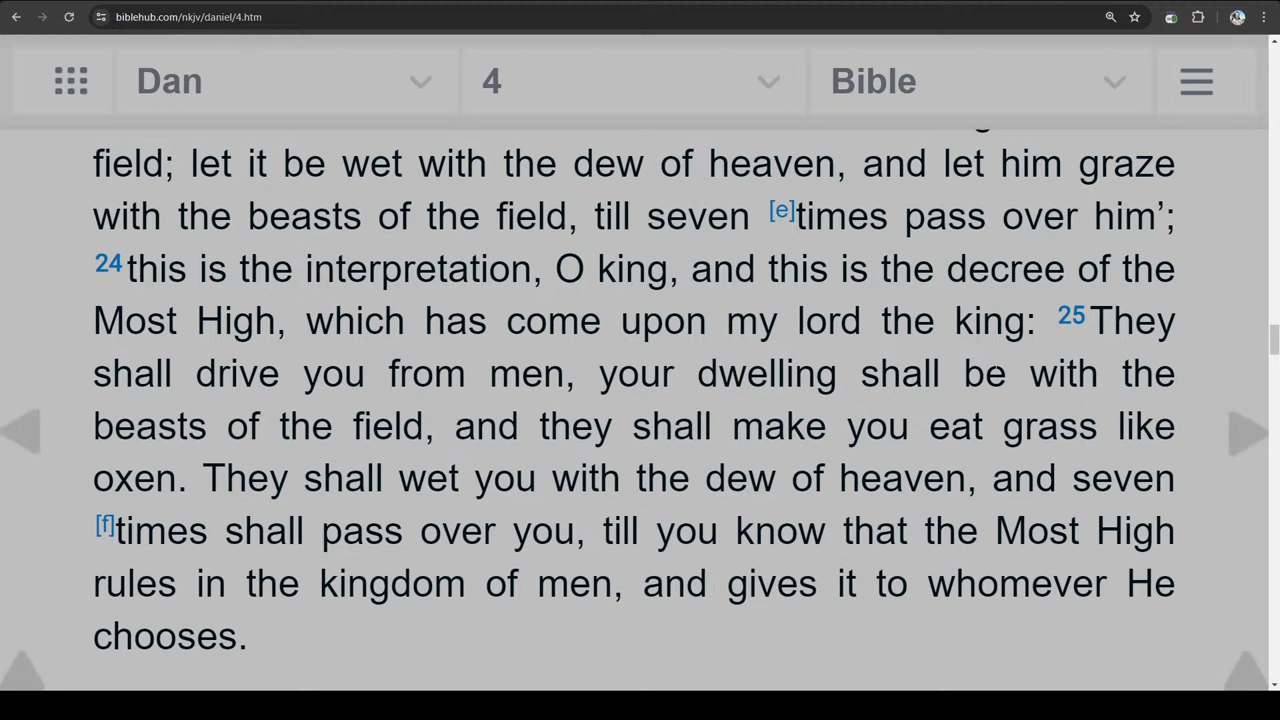 biblehub.com/nkjv/daniel/4.htm
Dan 4 Bible
field; let it be wet with the dew of heaven, and let him graze
with the beasts of the field, till seven [e]times pass over him’;
24 this is the interpretation, O king, and this is the decree of the
Most High, which has come upon my lord the king: 25 They
shall drive you from men, your dwelling shall be with the
beasts of the field, and they shall make you eat grass like
oxen. They shall wet you with the dew of heaven, and seven
[f]times shall pass over you, till you know that the Most High
rules in the kingdom of men, and gives it to whomever He
chooses.